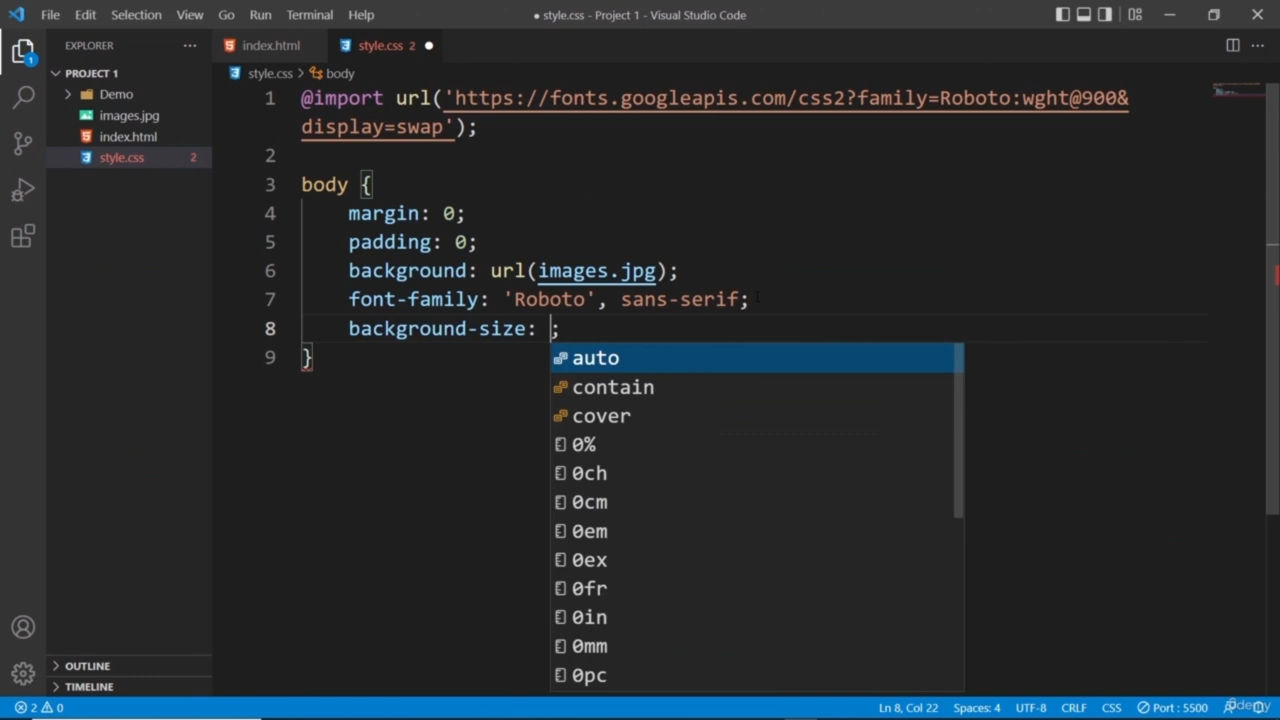 File Edit Selection View Go Run Terminal Help
● style.css - Project 1 - Visual Studio Code
EXPLORER
index.html
style.css 2
1
PROJECT 1
style.css > body
Demo
images.jpg
index.html
style.css 2
1 @import url('https://fonts.googleapis.com/css2?family=Roboto:wght@900&
display=swap');
2
3 body {
4 margin: 0;
5 padding: 0;
6 background: url(images.jpg);
7 font-family: 'Roboto', sans-serif;
8 background-size: ;
9 }
auto
contain
cover
0%
0ch
0cm
0em
0ex
0fr
0in
0mm
0pc
OUTLINE
TIMELINE
2 0
Ln 8, Col 22 Spaces: 4 UTF-8 CRLF CSS Port : 5500
Udemy